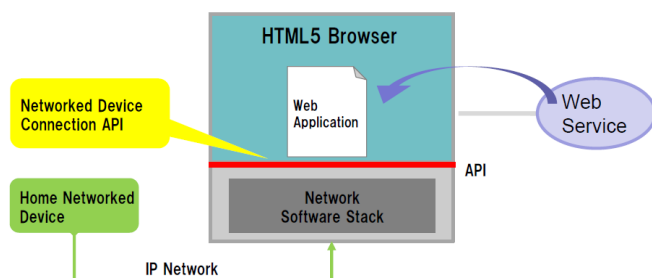 HTML5 Browser
Networked Device
Connection API
Web
Application
Web
Service
API
Home Networked
Device
Network
Software Stack
IP Network